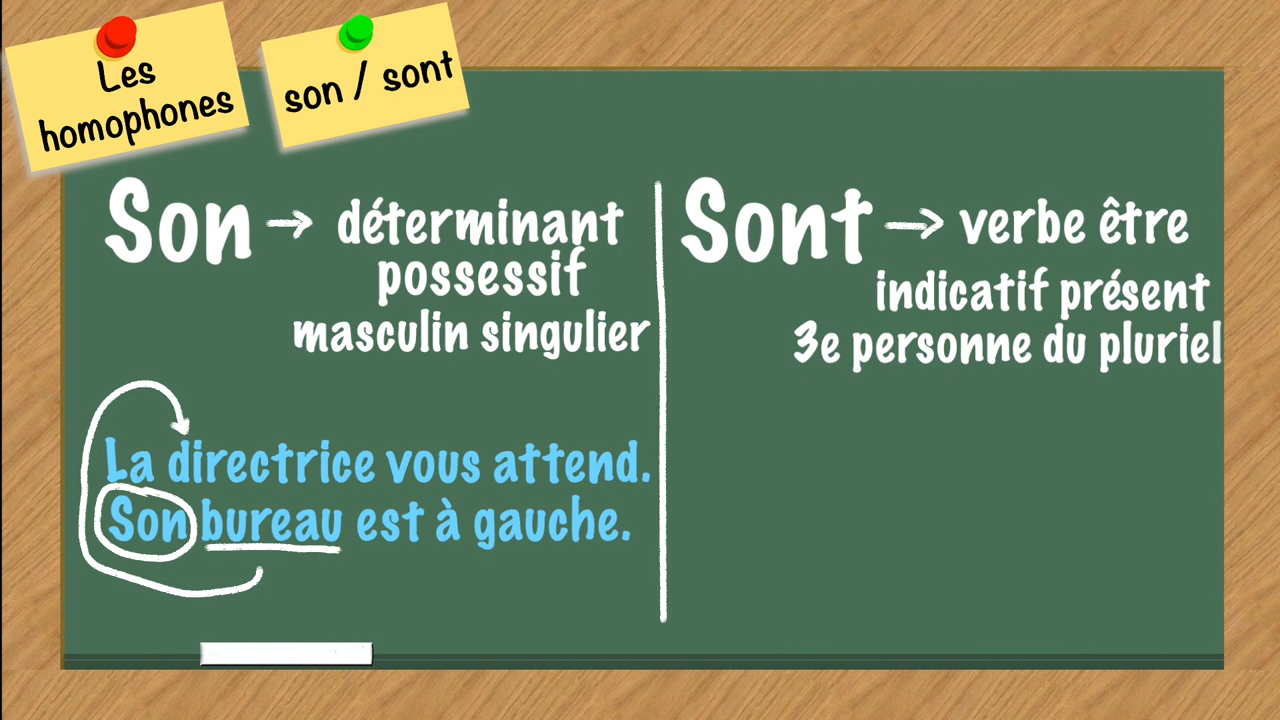 Les
homophones
son / sont
Son → déterminant
possessif
masculin singulier
La directrice vous attend.
Son bureau est à gauche.
Sont → verbe être
indicatif présent
3e personne du pluriel